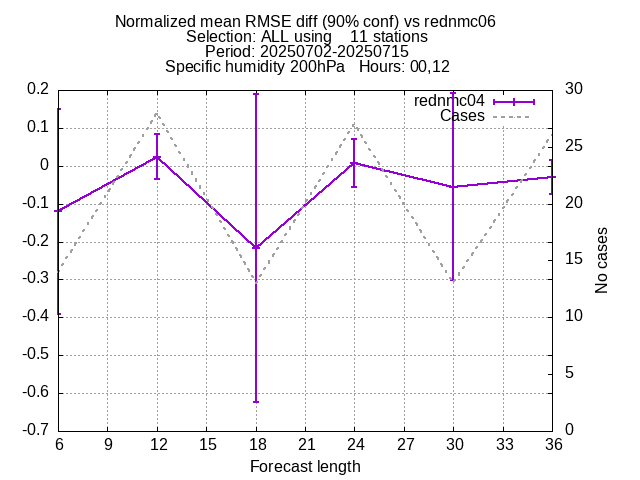 Normalized mean RMSE diff (90% conf) vs rednmc06
Selection: ALL using    11 stations
Period: 20250702-20250715
Specific humidity 200hPa   Hours: 00,12
rednmc04
Cases
0.2
0.1
0
-0.1
-0.2
-0.3
-0.4
-0.5
-0.6
-0.7
30
25
20
15
10
5
0
No cases
6 9 12 15 18 21 24 27 30 33 36
Forecast length